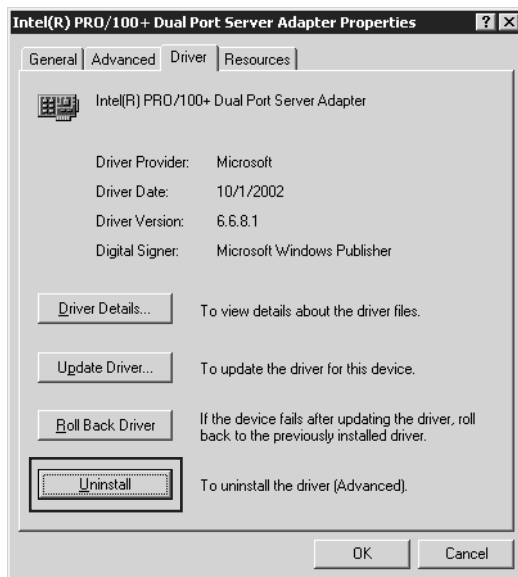 Intel(R) PRO/100+ Dual Port Server Adapter Properties
General Advanced Driver Resources
Intel(R) PRO/100+ Dual Port Server Adapter
Driver Provider: Microsoft
Driver Date: 10/1/2002
Driver Version: 6.6.8.1
Digital Signer: Microsoft Windows Publisher
Driver Details... To view details about the driver files.
Update Driver... To update the driver for this device.
Roll Back Driver If the device fails after updating the driver, roll
back to the previously installed driver.
Uninstall To uninstall the driver (Advanced).
OK Cancel